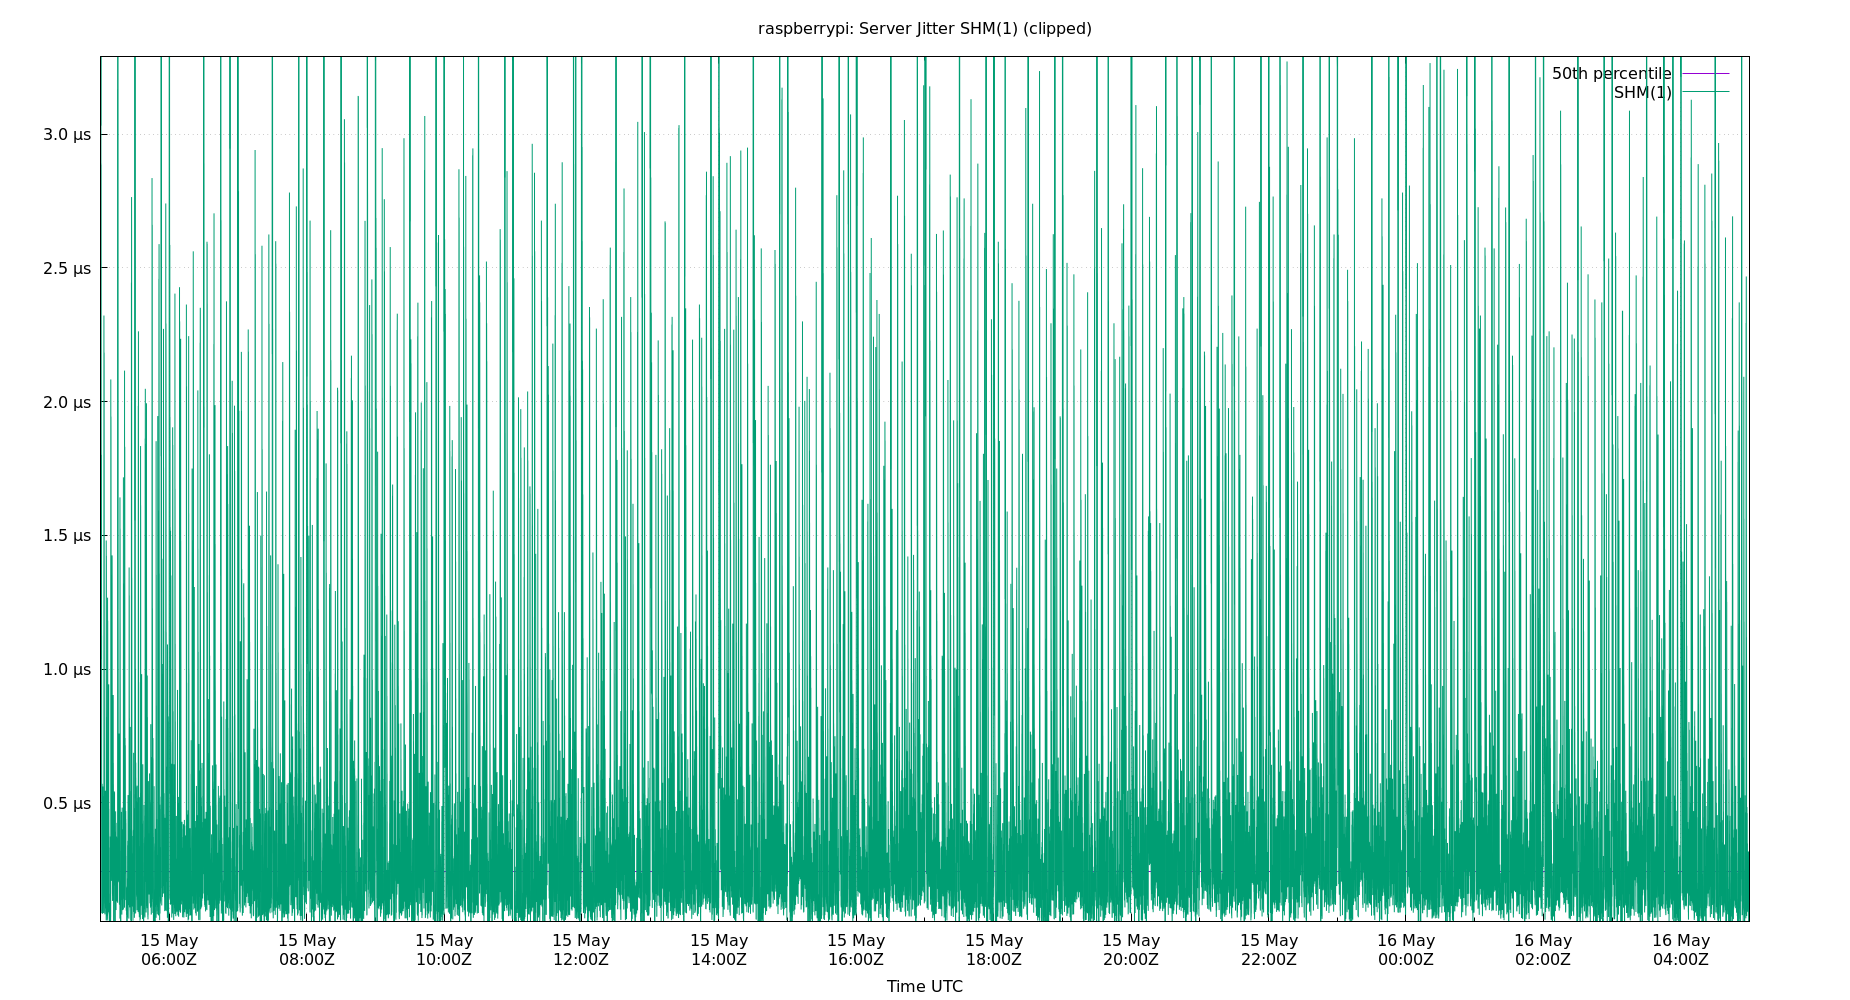 raspberrypi: Server Jitter SHM(1) (clipped)
50th percentile
SHM(1)
3.0 µs
2.5 µs
2.0 µs
1.5 µs
1.0 µs
0.5 µs
15 May 15 May 15 May 15 May 15 May 15 May 15 May 15 May 15 May 16 May 16 May 16 May
06:00Z 08:00Z 10:00Z 12:00Z 14:00Z 16:00Z 18:00Z 20:00Z 22:00Z 00:00Z 02:00Z 04:00Z
Time UTC